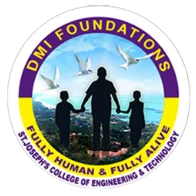 DMI FOUNDATIONS
FULLY HUMAN & FULLY ALIVE
ST.JOSEPH'S COLLEGE OF ENGINEERING & TECHNOLOGY